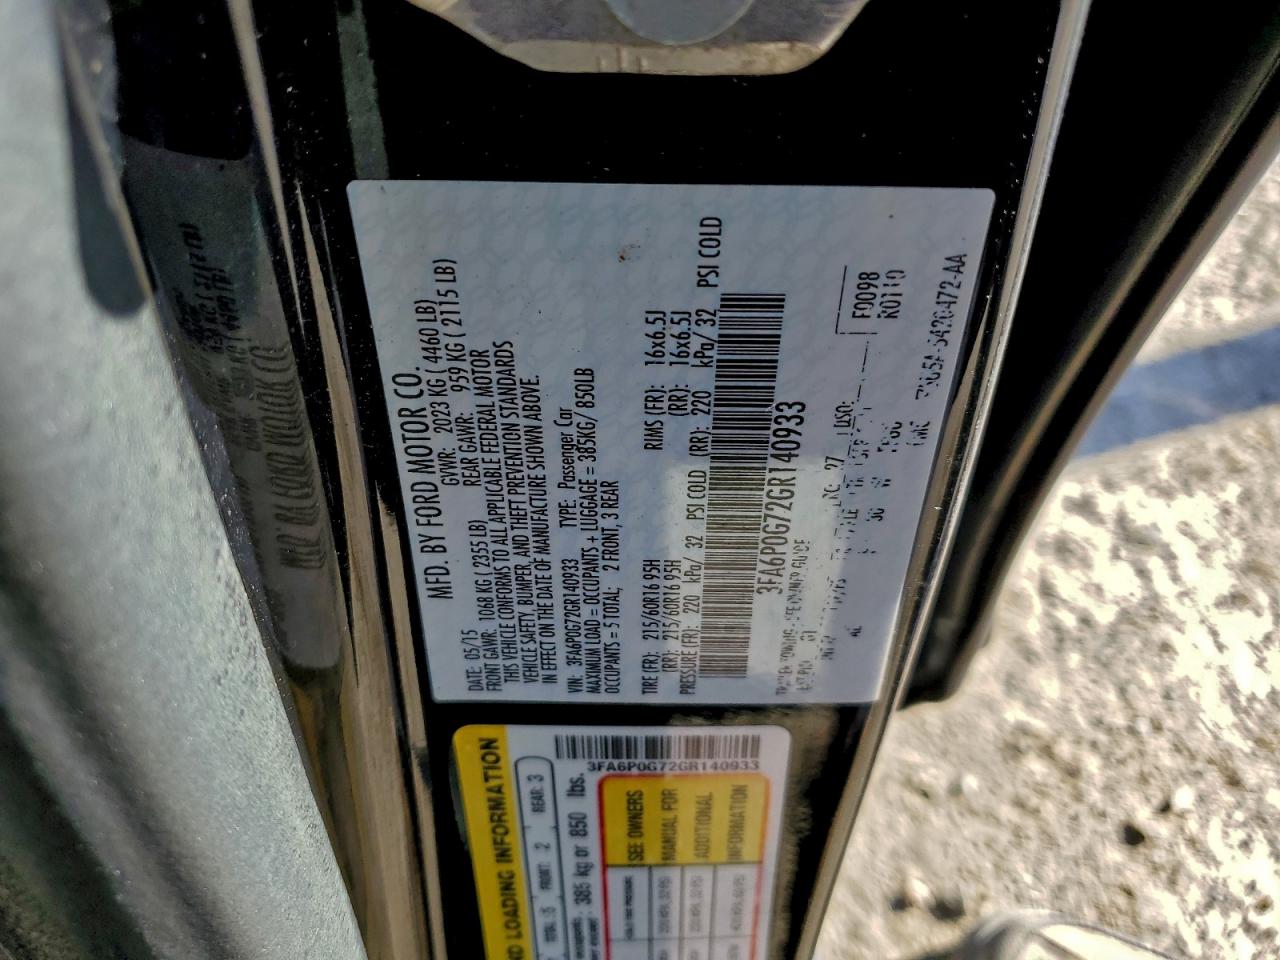 MFD. BY FORD MOTOR CO.
DATE: 05/15 GVWR: 2023 KG ( 4460 LB)
FRONT GAWR: 1068 KG ( 2355 LB) REAR GAWR: 959 KG ( 2115 LB)
THIS VEHICLE CONFORMS TO ALL APPLICABLE FEDERAL MOTOR
VEHICLE SAFETY, BUMPER, AND THEFT PREVENTION STANDARDS
IN EFFECT ON THE DATE OF MANUFACTURE SHOWN ABOVE.
VIN: 3FA6P0G72GR140933 TYPE: Passenger Car
MAXIMUM LOAD = OCCUPANTS + LUGGAGE = 385KG/ 850LB
OCCUPANTS = 5 TOTAL; 2 FRONT, 3 REAR
TIRE (FR): 215/60R16 95H RIMS (FR): 16x6.5J
(RR): 215/60R16 95H (RR): 16x6.5J
PRESSURE (FR): 220 kPa/ 32 PSI COLD (RR): 220 kPa/ 32 PSI COLD
3FA6P0G72GR140933
F0098
R0110
LOADING INFORMATION
TOTAL: 5 FRONT: 2 REAR: 3
385 kg or 850 lbs.
3FA6P0G72GR140933
SEE OWNERS
MANUAL FOR
ADDITIONAL
INFORMATION